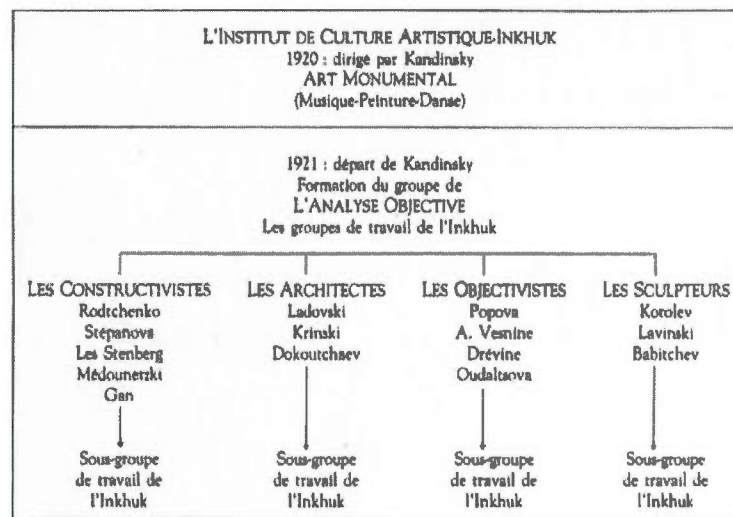 L'INSTITUT DE CULTURE ARTISTIQUE-INKHUK
1920 : dirigé par Kandinsky
ART MONUMENTAL
(Musique-Peinture-Danse)
1921 : départ de Kandinsky
Formation du groupe de
L'ANALYSE OBJECTIVE
Les groupes de travail de l'Inkhuk
LES CONSTRUCTIVISTES
Rodtchenko
Stépanova
Les Stenberg
Médounetzki
Gan
Sous-groupe
de travail de
l'Inkhuk
LES ARCHITECTES
Ladovski
Krinski
Dokoutchaev
Sous-groupe
de travail de
l'Inkhuk
LES OBJECTIVISTES
Popova
A. Vesnine
Drévine
Oudaltsova
Sous-groupe
de travail de
l'Inkhuk
LES SCULPTEURS
Korolev
Lavinski
Babitchev
Sous-groupe
de travail de
l'Inkhuk